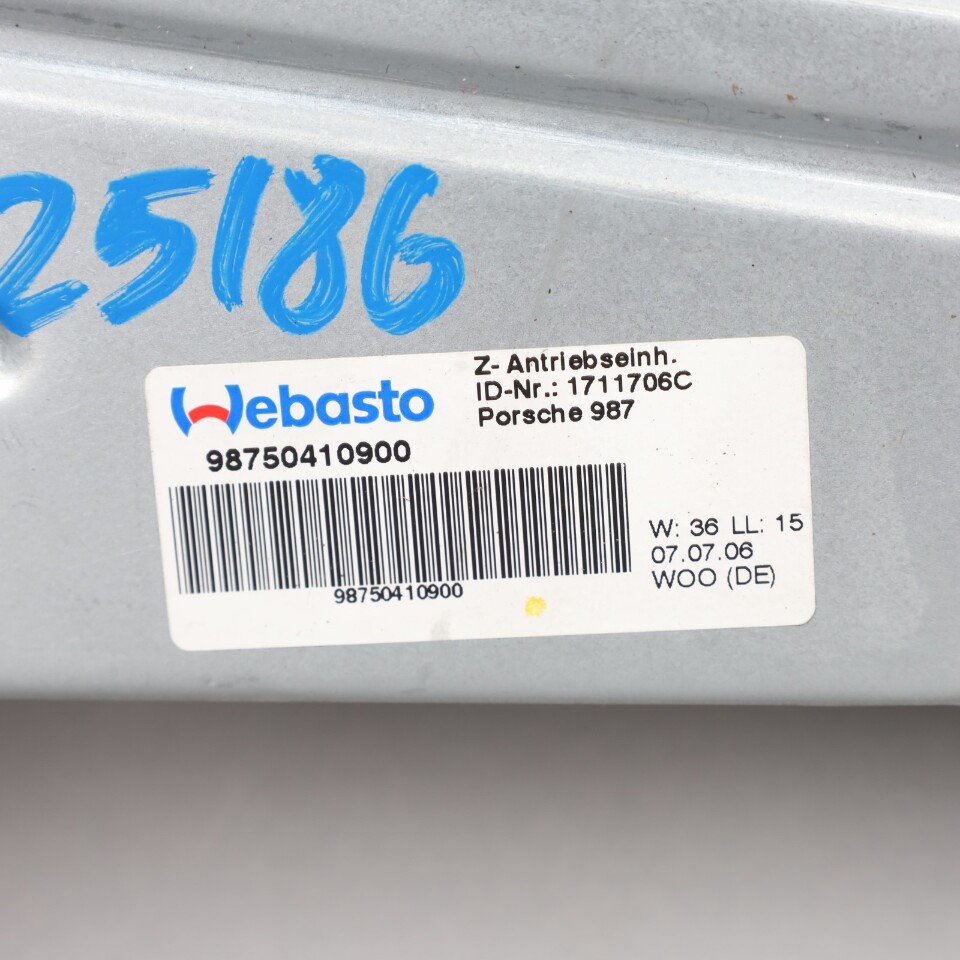 25186
Webasto
Z- Antriebseinh.
ID-Nr.: 1711706C
Porsche 987
98750410900
98750410900
W: 36 LL: 15
07.07.06
WOO (DE)